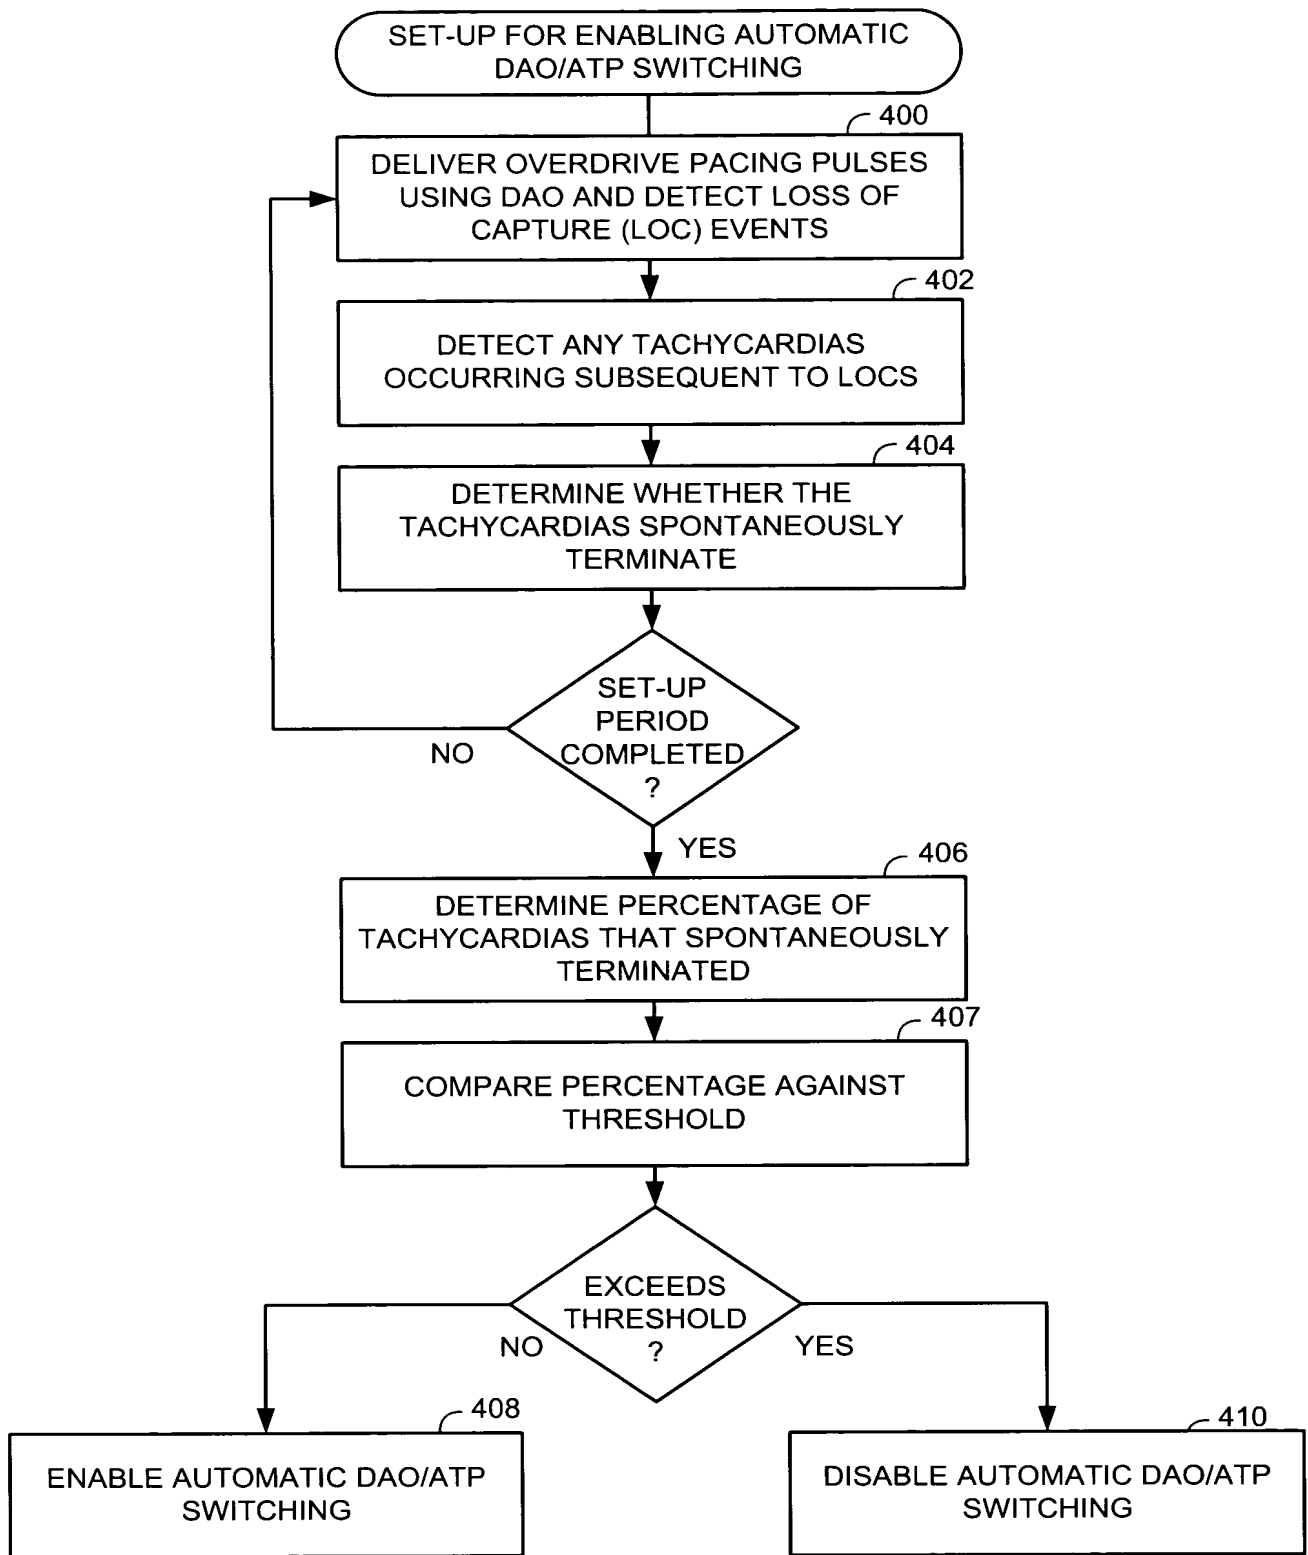 SET-UP FOR ENABLING AUTOMATIC
DAO/ATP SWITCHING
400
DELIVER OVERDRIVE PACING PULSES
USING DAO AND DETECT LOSS OF
CAPTURE (LOC) EVENTS
402
DETECT ANY TACHYCARDIAS
OCCURRING SUBSEQUENT TO LOCS
404
DETERMINE WHETHER THE
TACHYCARDIAS SPONTANEOUSLY
TERMINATE
SET-UP
PERIOD
COMPLETED
?
NO
YES
406
DETERMINE PERCENTAGE OF
TACHYCARDIAS THAT SPONTANEOUSLY
TERMINATED
407
COMPARE PERCENTAGE AGAINST
THRESHOLD
EXCEEDS
THRESHOLD
?
NO
YES
408
ENABLE AUTOMATIC DAO/ATP
SWITCHING
410
DISABLE AUTOMATIC DAO/ATP
SWITCHING